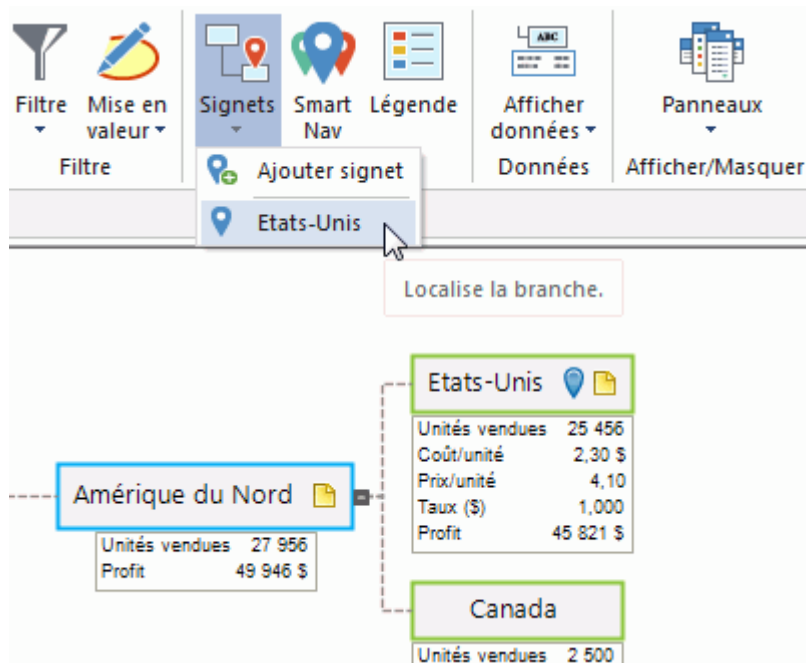 Filtre
Mise en
valeur
Signets
Smart
Nav
Légende
Afficher
données
Panneaux
Filtre
Données
Afficher/Masquer
Ajouter signet
Etats-Unis
Localise la branche.
ABC
Etats-Unis
Unités vendues 25 456
Coût/unité 2,30 $
Prix/unité 4,10
Taux ($) 1,000
Profit 45 821 $
Amérique du Nord
Unités vendues 27 956
Profit 49 946 $
Canada
Unités vendues 2 500